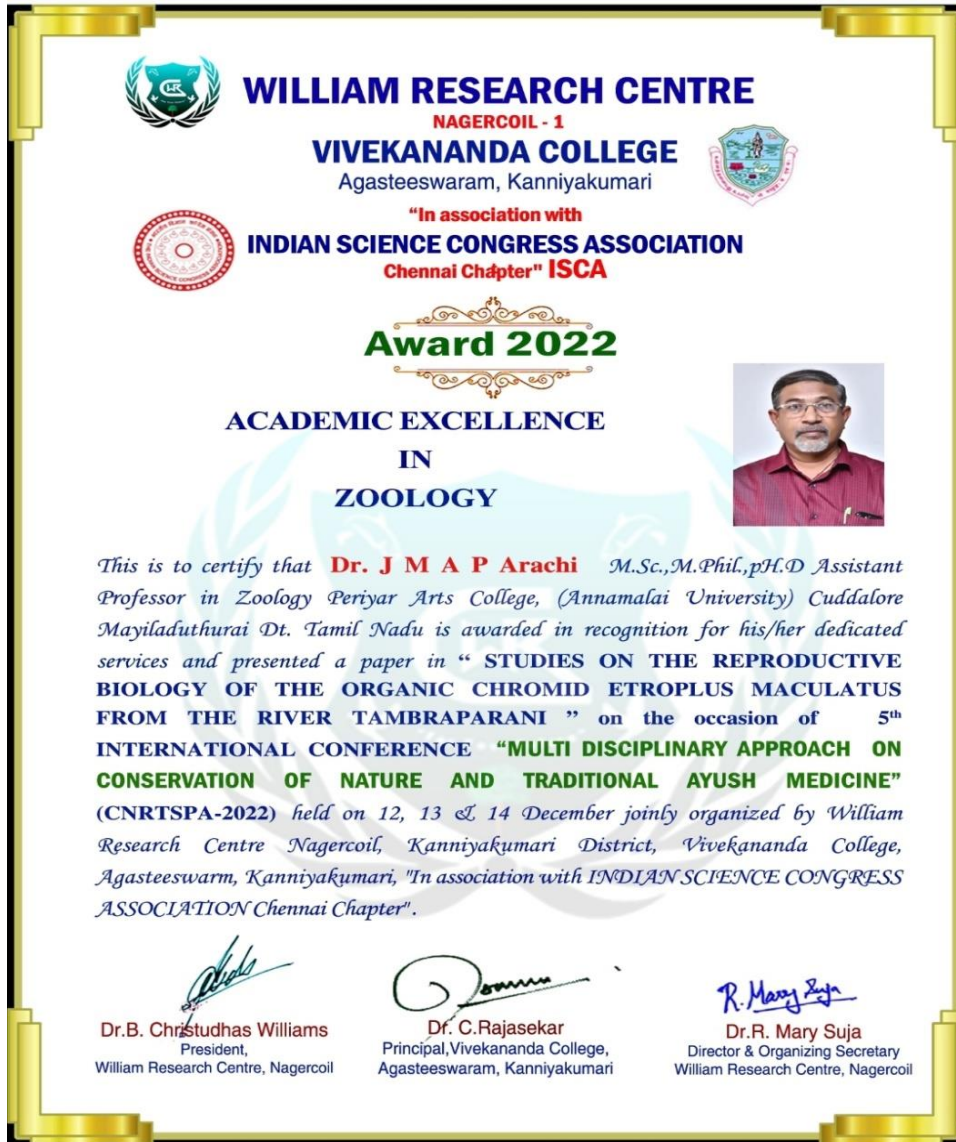 WILLIAM RESEARCH CENTRE
NAGERCOIL - 1
VIVEKANANDA COLLEGE
Agasteeswaram, Kanniyakumari
“In association with
INDIAN SCIENCE CONGRESS ASSOCIATION
Chennai Chapter" ISCA
Award 2022
ACADEMIC EXCELLENCE
IN
ZOOLOGY
This is to certify that Dr. J M A P Arachi M.Sc.,M.Phil.,pH.D Assistant
Professor in Zoology Periyar Arts College, (Annamalai University) Cuddalore
Mayiladuthurai Dt. Tamil Nadu is awarded in recognition for his/her dedicated
services and presented a paper in “ STUDIES ON THE REPRODUCTIVE
BIOLOGY OF THE ORGANIC CHROMID ETROPLUS MACULATUS
FROM THE RIVER TAMBRAPARANI ” on the occasion of 5th
INTERNATIONAL CONFERENCE “MULTI DISCIPLINARY APPROACH ON
CONSERVATION OF NATURE AND TRADITIONAL AYUSH MEDICINE”
(CNRTSPA-2022) held on 12, 13 & 14 December joinly organized by William
Research Centre Nagercoil, Kanniyakumari District, Vivekananda College,
Agasteeswarm, Kanniyakumari, "In association with INDIAN SCIENCE CONGRESS
ASSOCIATION Chennai Chapter".
R. Mary Suja
Dr.B. Christudhas Williams
President,
William Research Centre, Nagercoil
Dr. C.Rajasekar
Principal,Vivekananda College,
Agasteeswaram, Kanniyakumari
Dr.R. Mary Suja
Director & Organizing Secretary
William Research Centre, Nagercoil